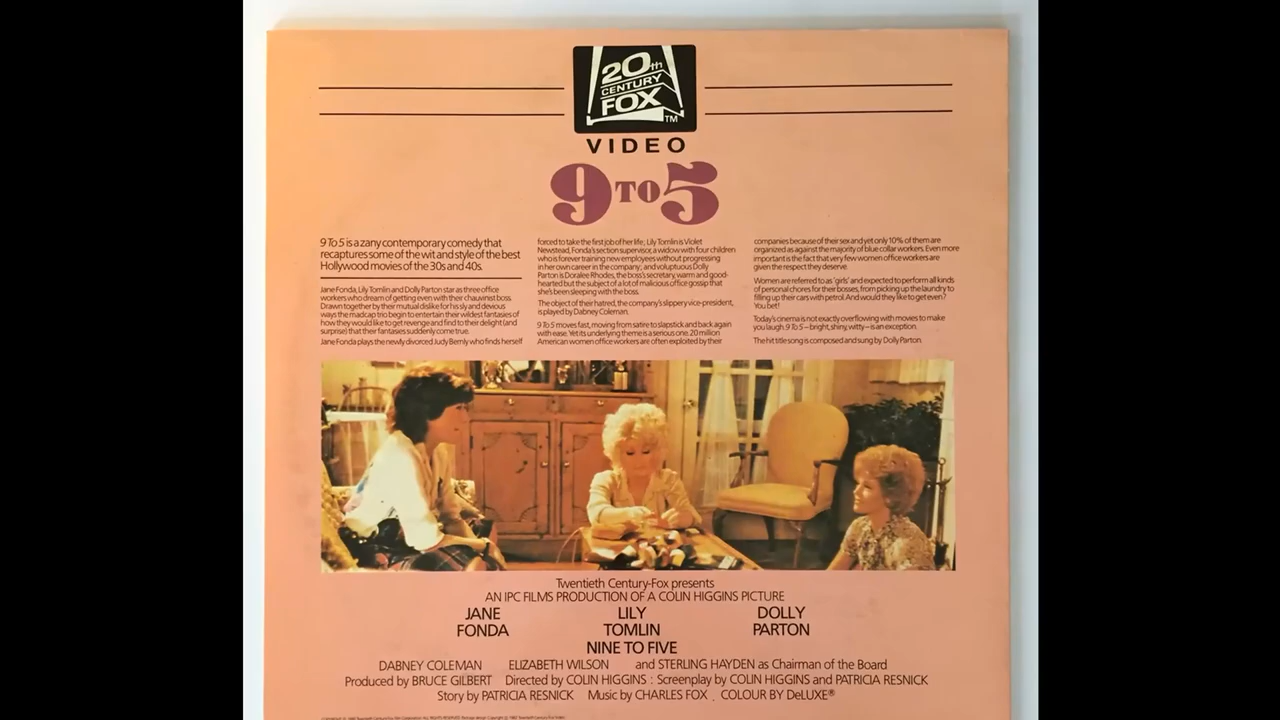 20th
CENTURY
FOX
TM
VIDEO
9 TO 5
9 To 5 is a zany contemporary comedy that
recaptures some of the wit and style of the best
Hollywood movies of the 30s and 40s.
Jane Fonda, Lily Tomlin and Dolly Parton star as three office
workers who dream of getting even with their chauvinist boss.
Drawn together by their mutual dislike for his sly and devious
ways the madcap trio begin to entertain their wildest fantasies of
how they would like to get revenge and find to their delight (and
surprise) that their fantasies suddenly come true.
Jane Fonda plays the newly divorced Judy Bernly who finds herself
forced to take the first job of her life; Lily Tomlin is Violet
Newstead, Fonda's section supervisor, a widow with four children
who is forever training new employees without progressing
in her own career in the company; and voluptuous Dolly
Parton is Doralee Rhodes, the boss's secretary, warm and good-
hearted but the subject of a lot of malicious office gossip that
she's been sleeping with the boss.
The object of their hatred, the company's slippery vice-president,
is played by Dabney Coleman.
9 To 5 moves fast, moving from satire to slapstick and back again
with ease. Yet its underlying theme is a serious one. 20 million
American women office workers are often exploited by their
companies because of their sex and yet only 10% of them are
organized as against the majority of blue collar workers. Even more
important is the fact that very few women office workers are
given the respect they deserve.
Women are referred to as 'girls' and expected to perform all kinds
of personal chores for their bosses, from picking up the laundry to
filling up their cars with petrol. And would they like to get even?
You bet!
Today's cinema is not exactly overflowing with movies to make
you laugh. 9 To 5 – bright, shiny, witty – is an exception.
The hit title song is composed and sung by Dolly Parton.
Twentieth Century-Fox presents
AN IPC FILMS PRODUCTION OF A COLIN HIGGINS PICTURE
JANE FONDA
LILY TOMLIN
DOLLY PARTON
NINE TO FIVE
DABNEY COLEMAN ELIZABETH WILSON and STERLING HAYDEN as Chairman of the Board
Produced by BRUCE GILBERT Directed by COLIN HIGGINS : Screenplay by COLIN HIGGINS and PATRICIA RESNICK
Story by PATRICIA RESNICK Music by CHARLES FOX . COLOUR BY DeLUXE®